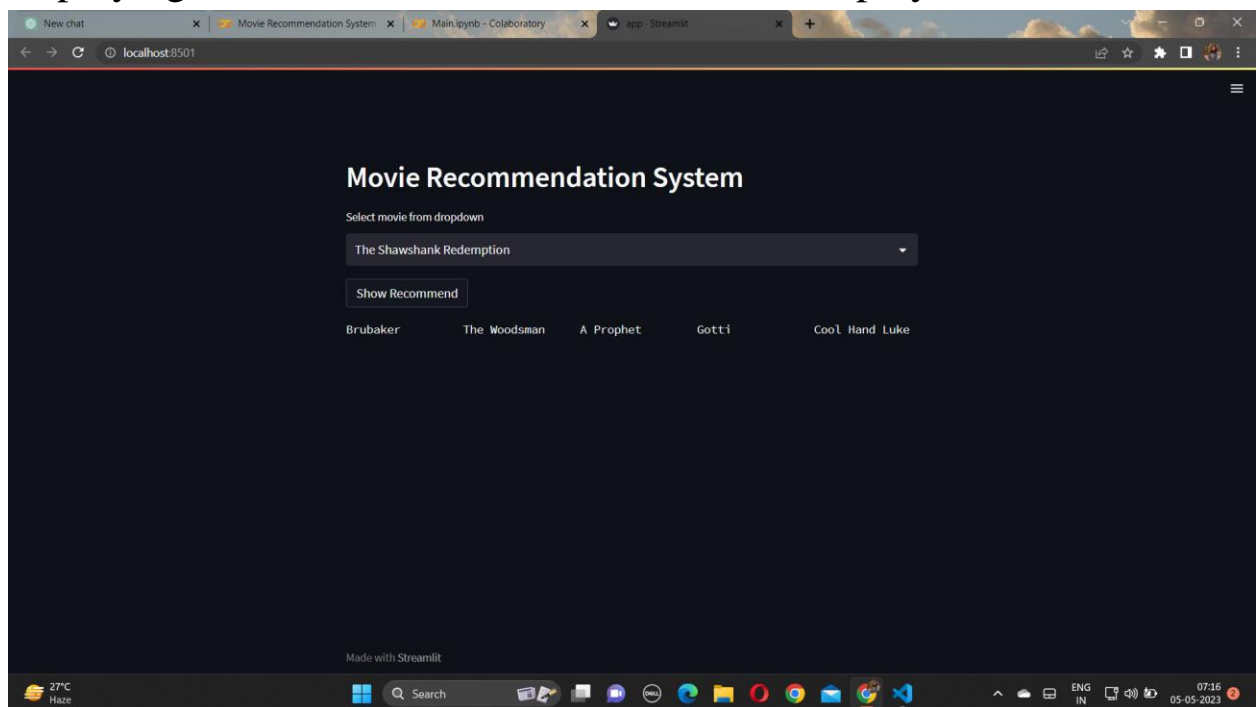 New chat
Movie Recommendation System
Main.ipynb - Colaboratory
app · Streamlit
localhost:8501
Movie Recommendation System
Select movie from dropdown
The Shawshank Redemption
Show Recommend
Brubaker The Woodsman A Prophet Gotti Cool Hand Luke
Made with Streamlit
27°C
Haze
Search
DELL
ENG
IN
07:16
05-05-2023
2